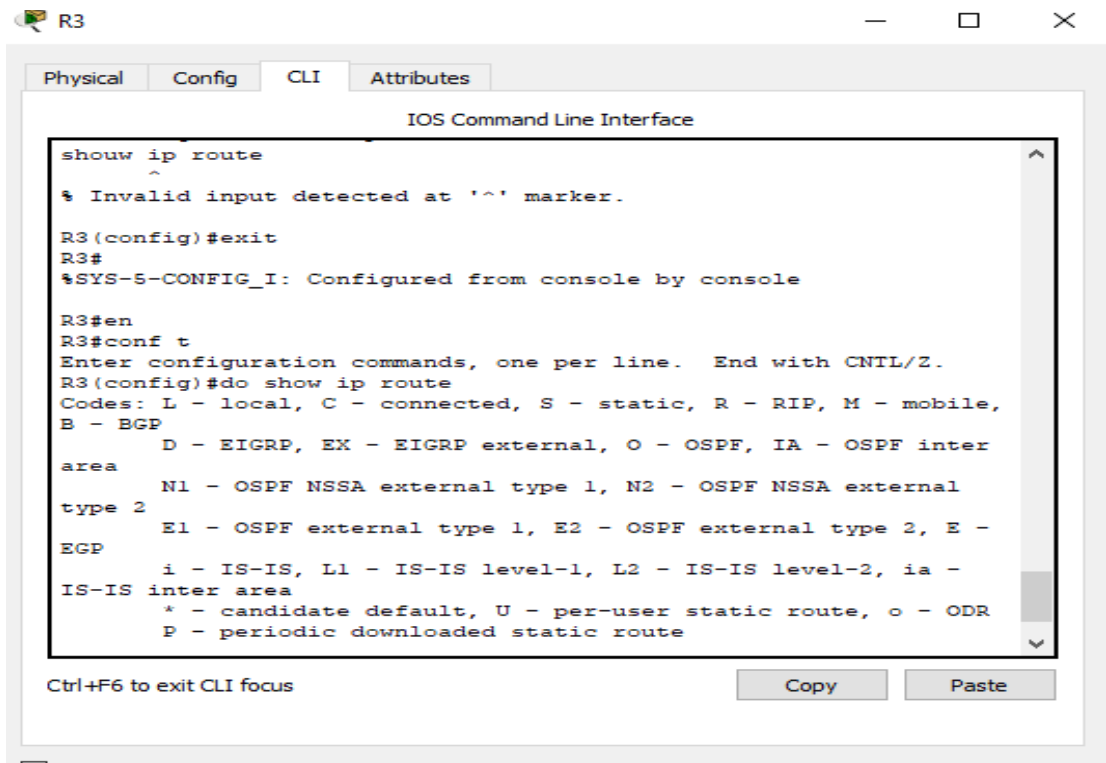 R3
Physical Config CLI Attributes
IOS Command Line Interface
shouw ip route
^
% Invalid input detected at '^' marker.
R3(config)#exit
R3#
%SYS-5-CONFIG_I: Configured from console by console
R3#en
R3#conf t
Enter configuration commands, one per line.  End with CNTL/Z.
R3(config)#do show ip route
Codes: L - local, C - connected, S - static, R - RIP, M - mobile,
B - BGP
D - EIGRP, EX - EIGRP external, O - OSPF, IA - OSPF inter
area
N1 - OSPF NSSA external type 1, N2 - OSPF NSSA external
type 2
E1 - OSPF external type 1, E2 - OSPF external type 2, E -
EGP
i - IS-IS, L1 - IS-IS level-1, L2 - IS-IS level-2, ia -
IS-IS inter area
* - candidate default, U - per-user static route, o - ODR
P - periodic downloaded static route
Ctrl+F6 to exit CLI focus
Copy Paste